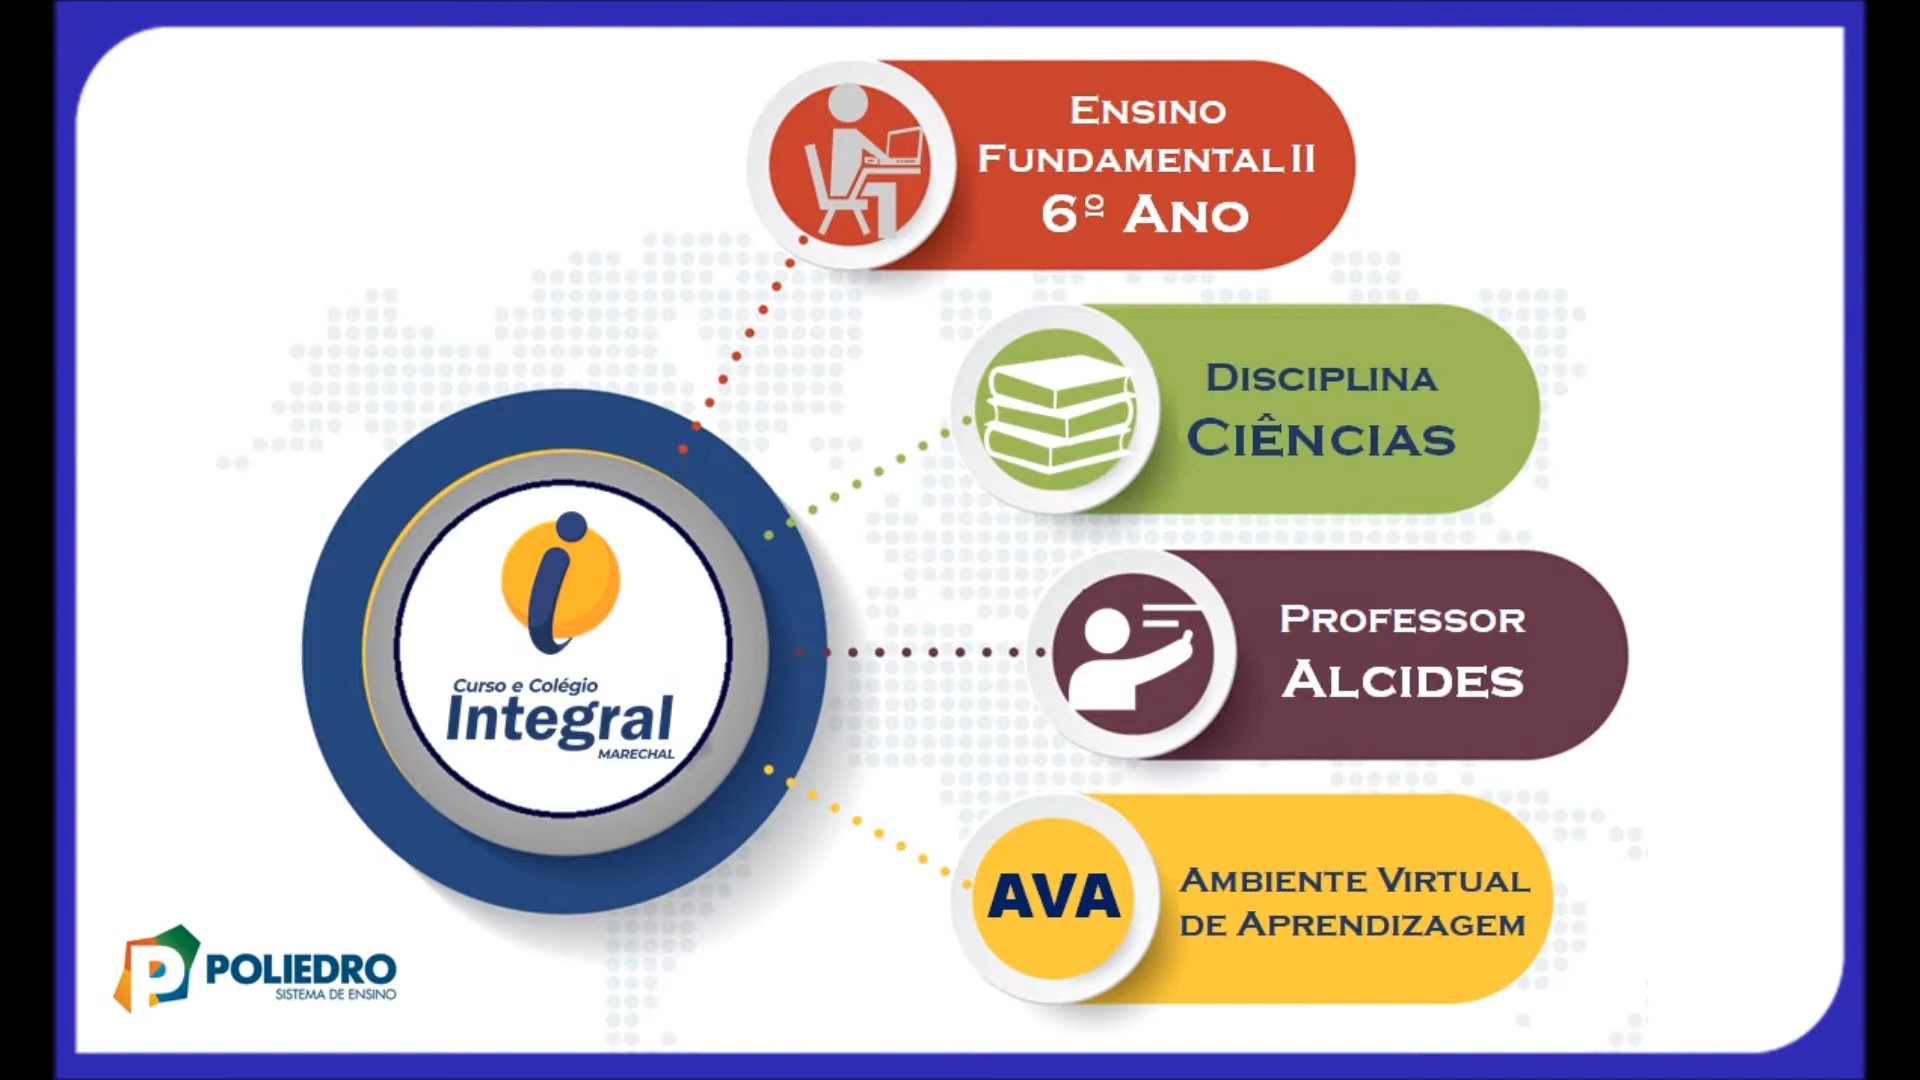 Ensino
Fundamental II
6º Ano
Disciplina
Ciências
Curso e Colégio
Integral
MARECHAL
Professor
Alcides
AVA
Ambiente Virtual
de Aprendizagem
P POLIEDRO
SISTEMA DE ENSINO